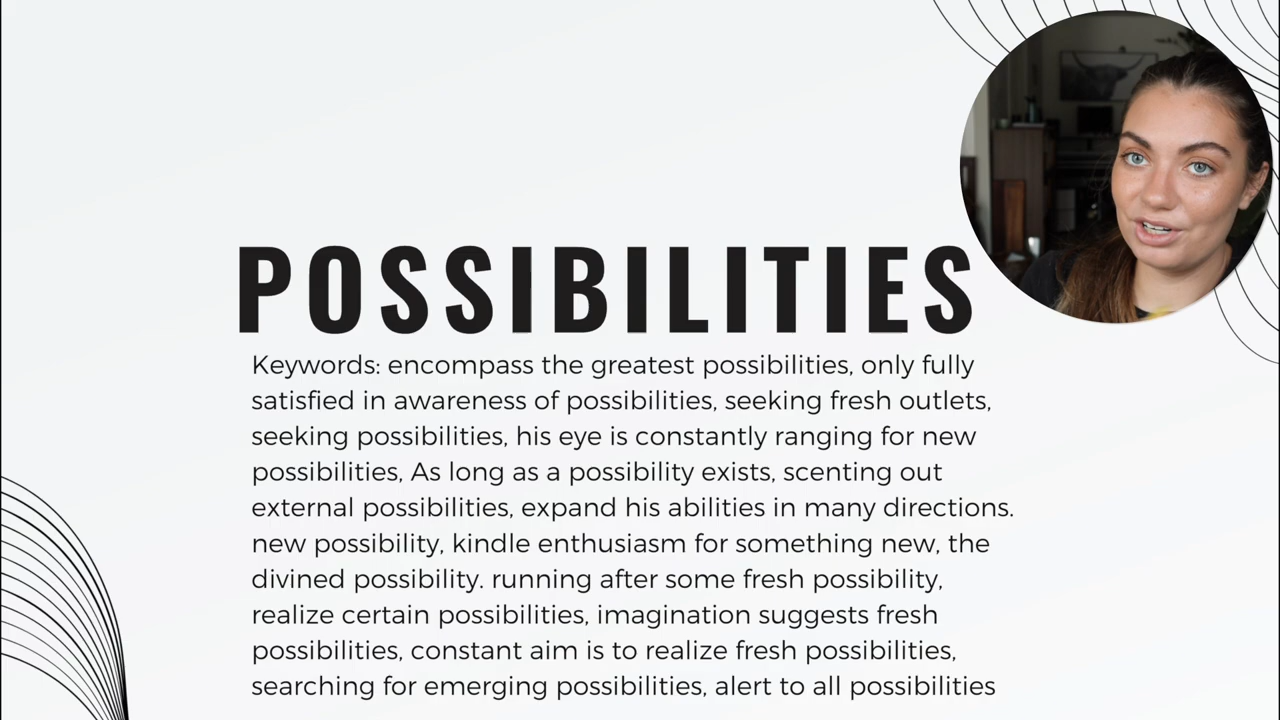 POSSIBILITIES
Keywords: encompass the greatest possibilities, only fully
satisfied in awareness of possibilities, seeking fresh outlets,
seeking possibilities, his eye is constantly ranging for new
possibilities, As long as a possibility exists, scenting out
external possibilities, expand his abilities in many directions.
new possibility, kindle enthusiasm for something new, the
divined possibility. running after some fresh possibility,
realize certain possibilities, imagination suggests fresh
possibilities, constant aim is to realize fresh possibilities,
searching for emerging possibilities, alert to all possibilities